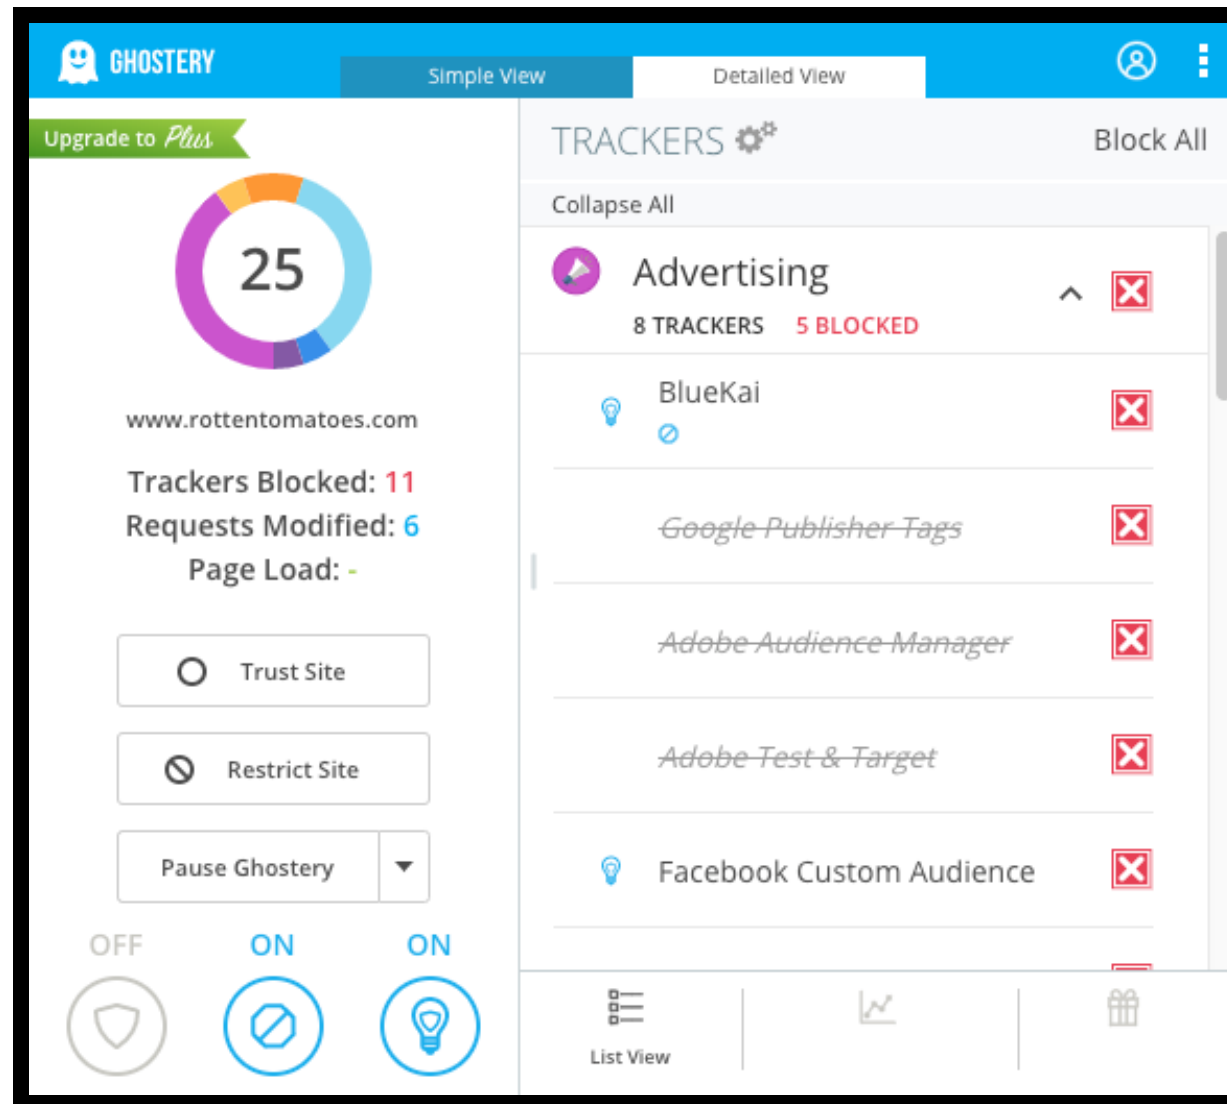 GHOSTERY
Simple View
Detailed View
Upgrade to Plus
25
www.rottentomatoes.com
Trackers Blocked: 11
Requests Modified: 6
Page Load: -
Trust Site
Restrict Site
Pause Ghostery
OFF
ON
ON
TRACKERS
Block All
Collapse All
Advertising
8 TRACKERS 5 BLOCKED
BlueKai
Google Publisher Tags
Adobe Audience Manager
Adobe Test & Target
Facebook Custom Audience
List View